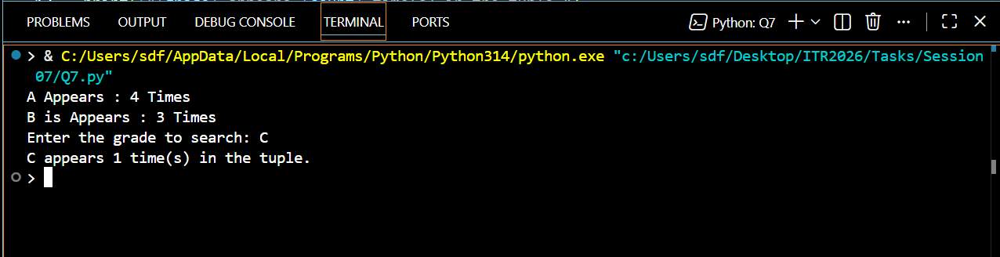 PROBLEMS OUTPUT DEBUG CONSOLE TERMINAL PORTS Python: Q7
> & C:/Users/sdf/AppData/Local/Programs/Python/Python314/python.exe "c:/Users/sdf/Desktop/ITR2026/Tasks/Session
07/Q7.py"
A Appears : 4 Times
B is Appears : 3 Times
Enter the grade to search: C
C appears 1 time(s) in the tuple.
>